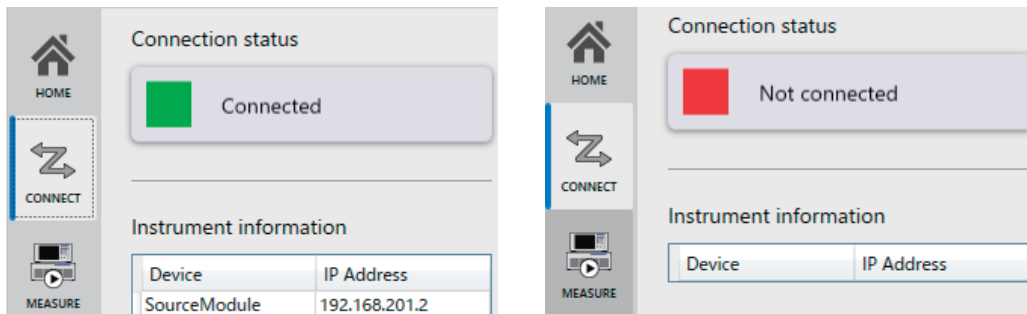 Connection status
HOME
Connected
CONNECT
Instrument information
Device IP Address
SourceModule 192.168.201.2
MEASURE
Connection status
HOME
Not connected
CONNECT
Instrument information
Device IP Address
MEASURE